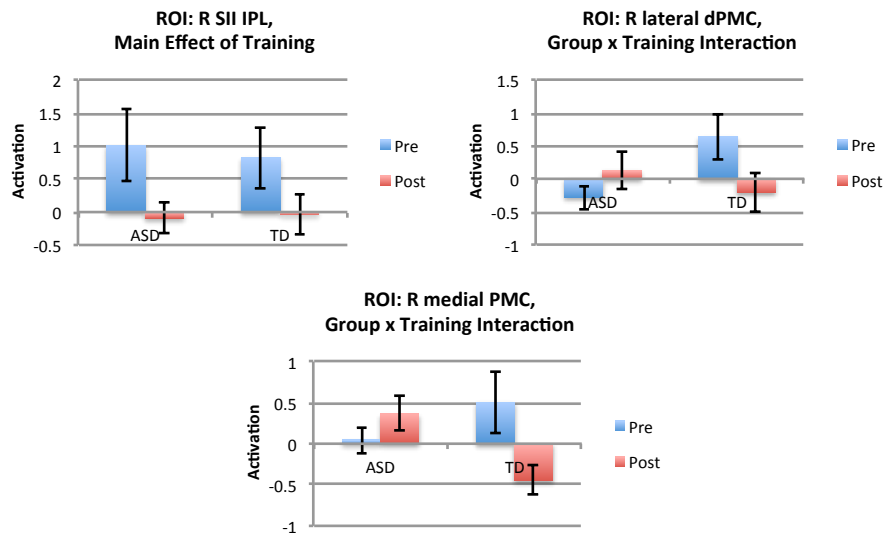 ROI: R SII IPL,
Main Effect of Training
2
1.5
1
0.5
0
-0.5
Activation
ASD
TD
Pre
Post
ROI: R lateral dPMC,
Group x Training Interaction
1.5
1
0.5
0
-0.5
-1
Activation
ASD
TD
Pre
Post
ROI: R medial PMC,
Group x Training Interaction
1
0.5
0
-0.5
-1
Activation
ASD
TD
Pre
Post